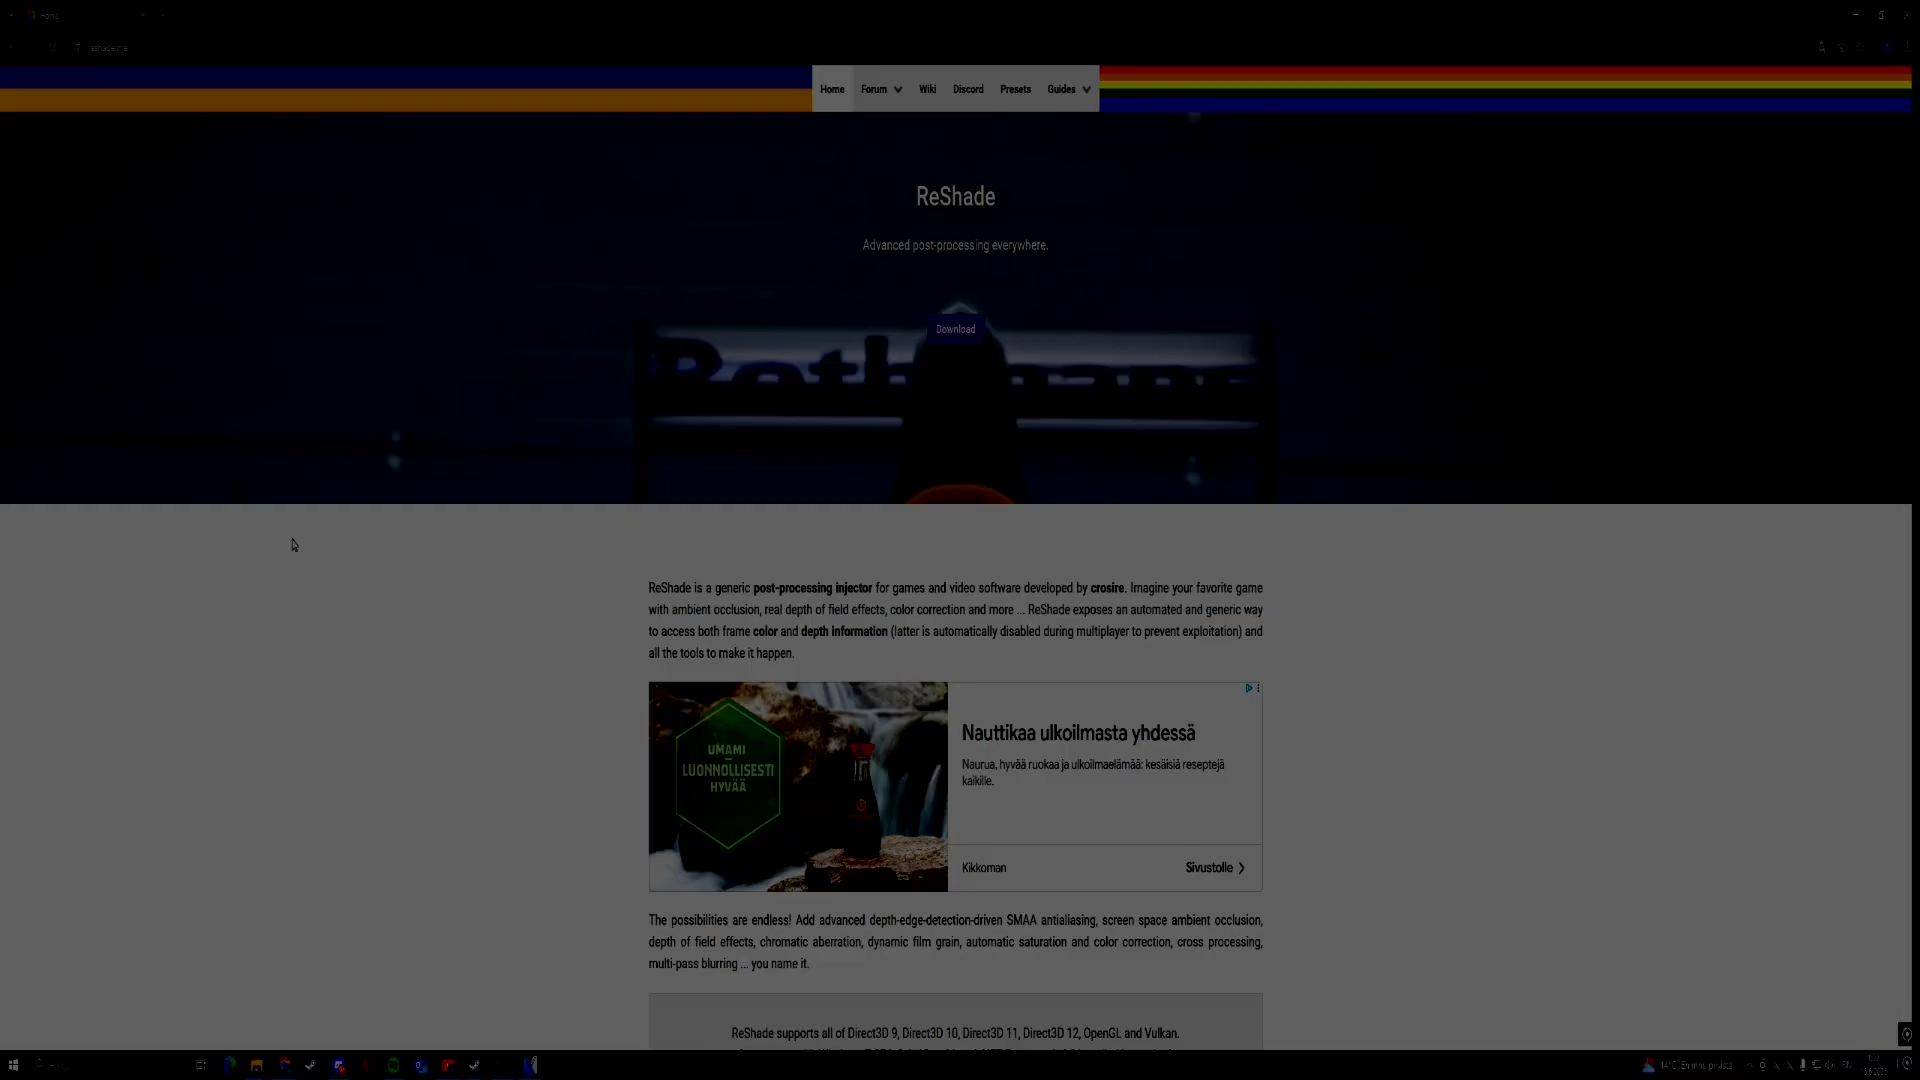 Home
reshade.me
Home Forum Wiki Discord Presets Guides
ReShade
Advanced post-processing everywhere.
Download
ReShade is a generic post-processing injector for games and video software developed by crosire. Imagine your favorite game
with ambient occlusion, real depth of field effects, color correction and more ... ReShade exposes an automated and generic way
to access both frame color and depth information (latter is automatically disabled during multiplayer to prevent exploitation) and
all the tools to make it happen.
UMAMI
–
LUONNOLLISESTI
HYVÄÄ
Nauttikaa ulkoilmasta yhdessä
Naurua, hyvää ruokaa ja ulkoilmaelämää: kesäisiä reseptejä
kaikille.
Kikkoman Sivustolle
The possibilities are endless! Add advanced depth-edge-detection-driven SMAA antialiasing, screen space ambient occlusion,
depth of field effects, chromatic aberration, dynamic film grain, automatic saturation and color correction, cross processing,
multi-pass blurring ... you name it.
ReShade supports all of Direct3D 9, Direct3D 10, Direct3D 11, Direct3D 12, OpenGL and Vulkan.
14°C